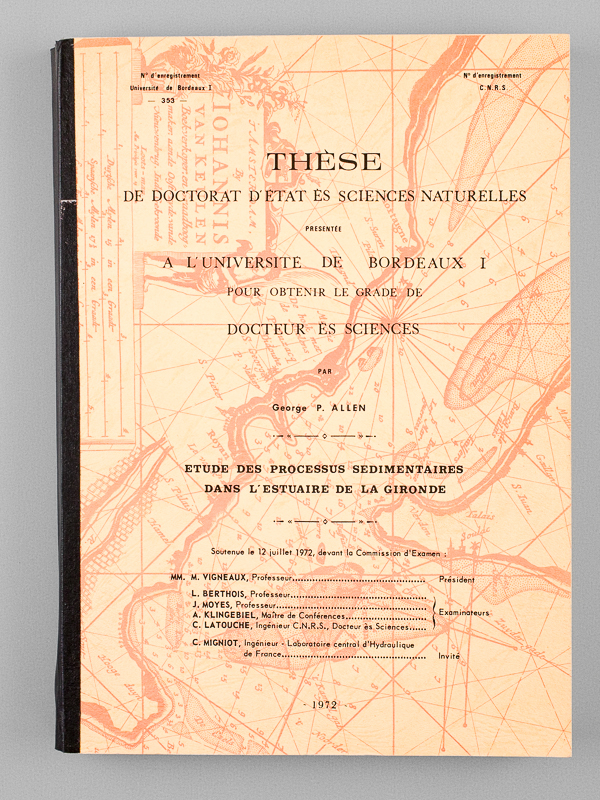 N° d'enregistrement
Université de Bordeaux I
— 353 —
N° d'enregistrement
C.N.R.S
THÈSE
DE DOCTORAT D'ÉTAT ÈS SCIENCES NATURELLES
PRESENTÉE
A L'UNIVERSITE DE BORDEAUX I
POUR OBTENIR LE GRADE DE
DOCTEUR ÈS SCIENCES
PAR
George P. ALLEN
ETUDE DES PROCESSUS SEDIMENTAIRES
DANS L'ESTUAIRE DE LA GIRONDE
Soutenue le 12 juillet 1972, devant la Commission d'Examen :
MM. M. VIGNEAUX, Professeur Président
L. BERTHOIS, Professeur
J. MOYES, Professeur
A. KLINGEBIEL, Maître de Conférences
Examinateurs
C. LATOUCHE, Ingénieur C.N.R.S., Docteur ès Sciences
C. MIGNIOT, Ingénieur - Laboratoire central d'Hydraulique
de France Invité
- 1972 -
IOHANNIS
VAN KEULEN
Royan